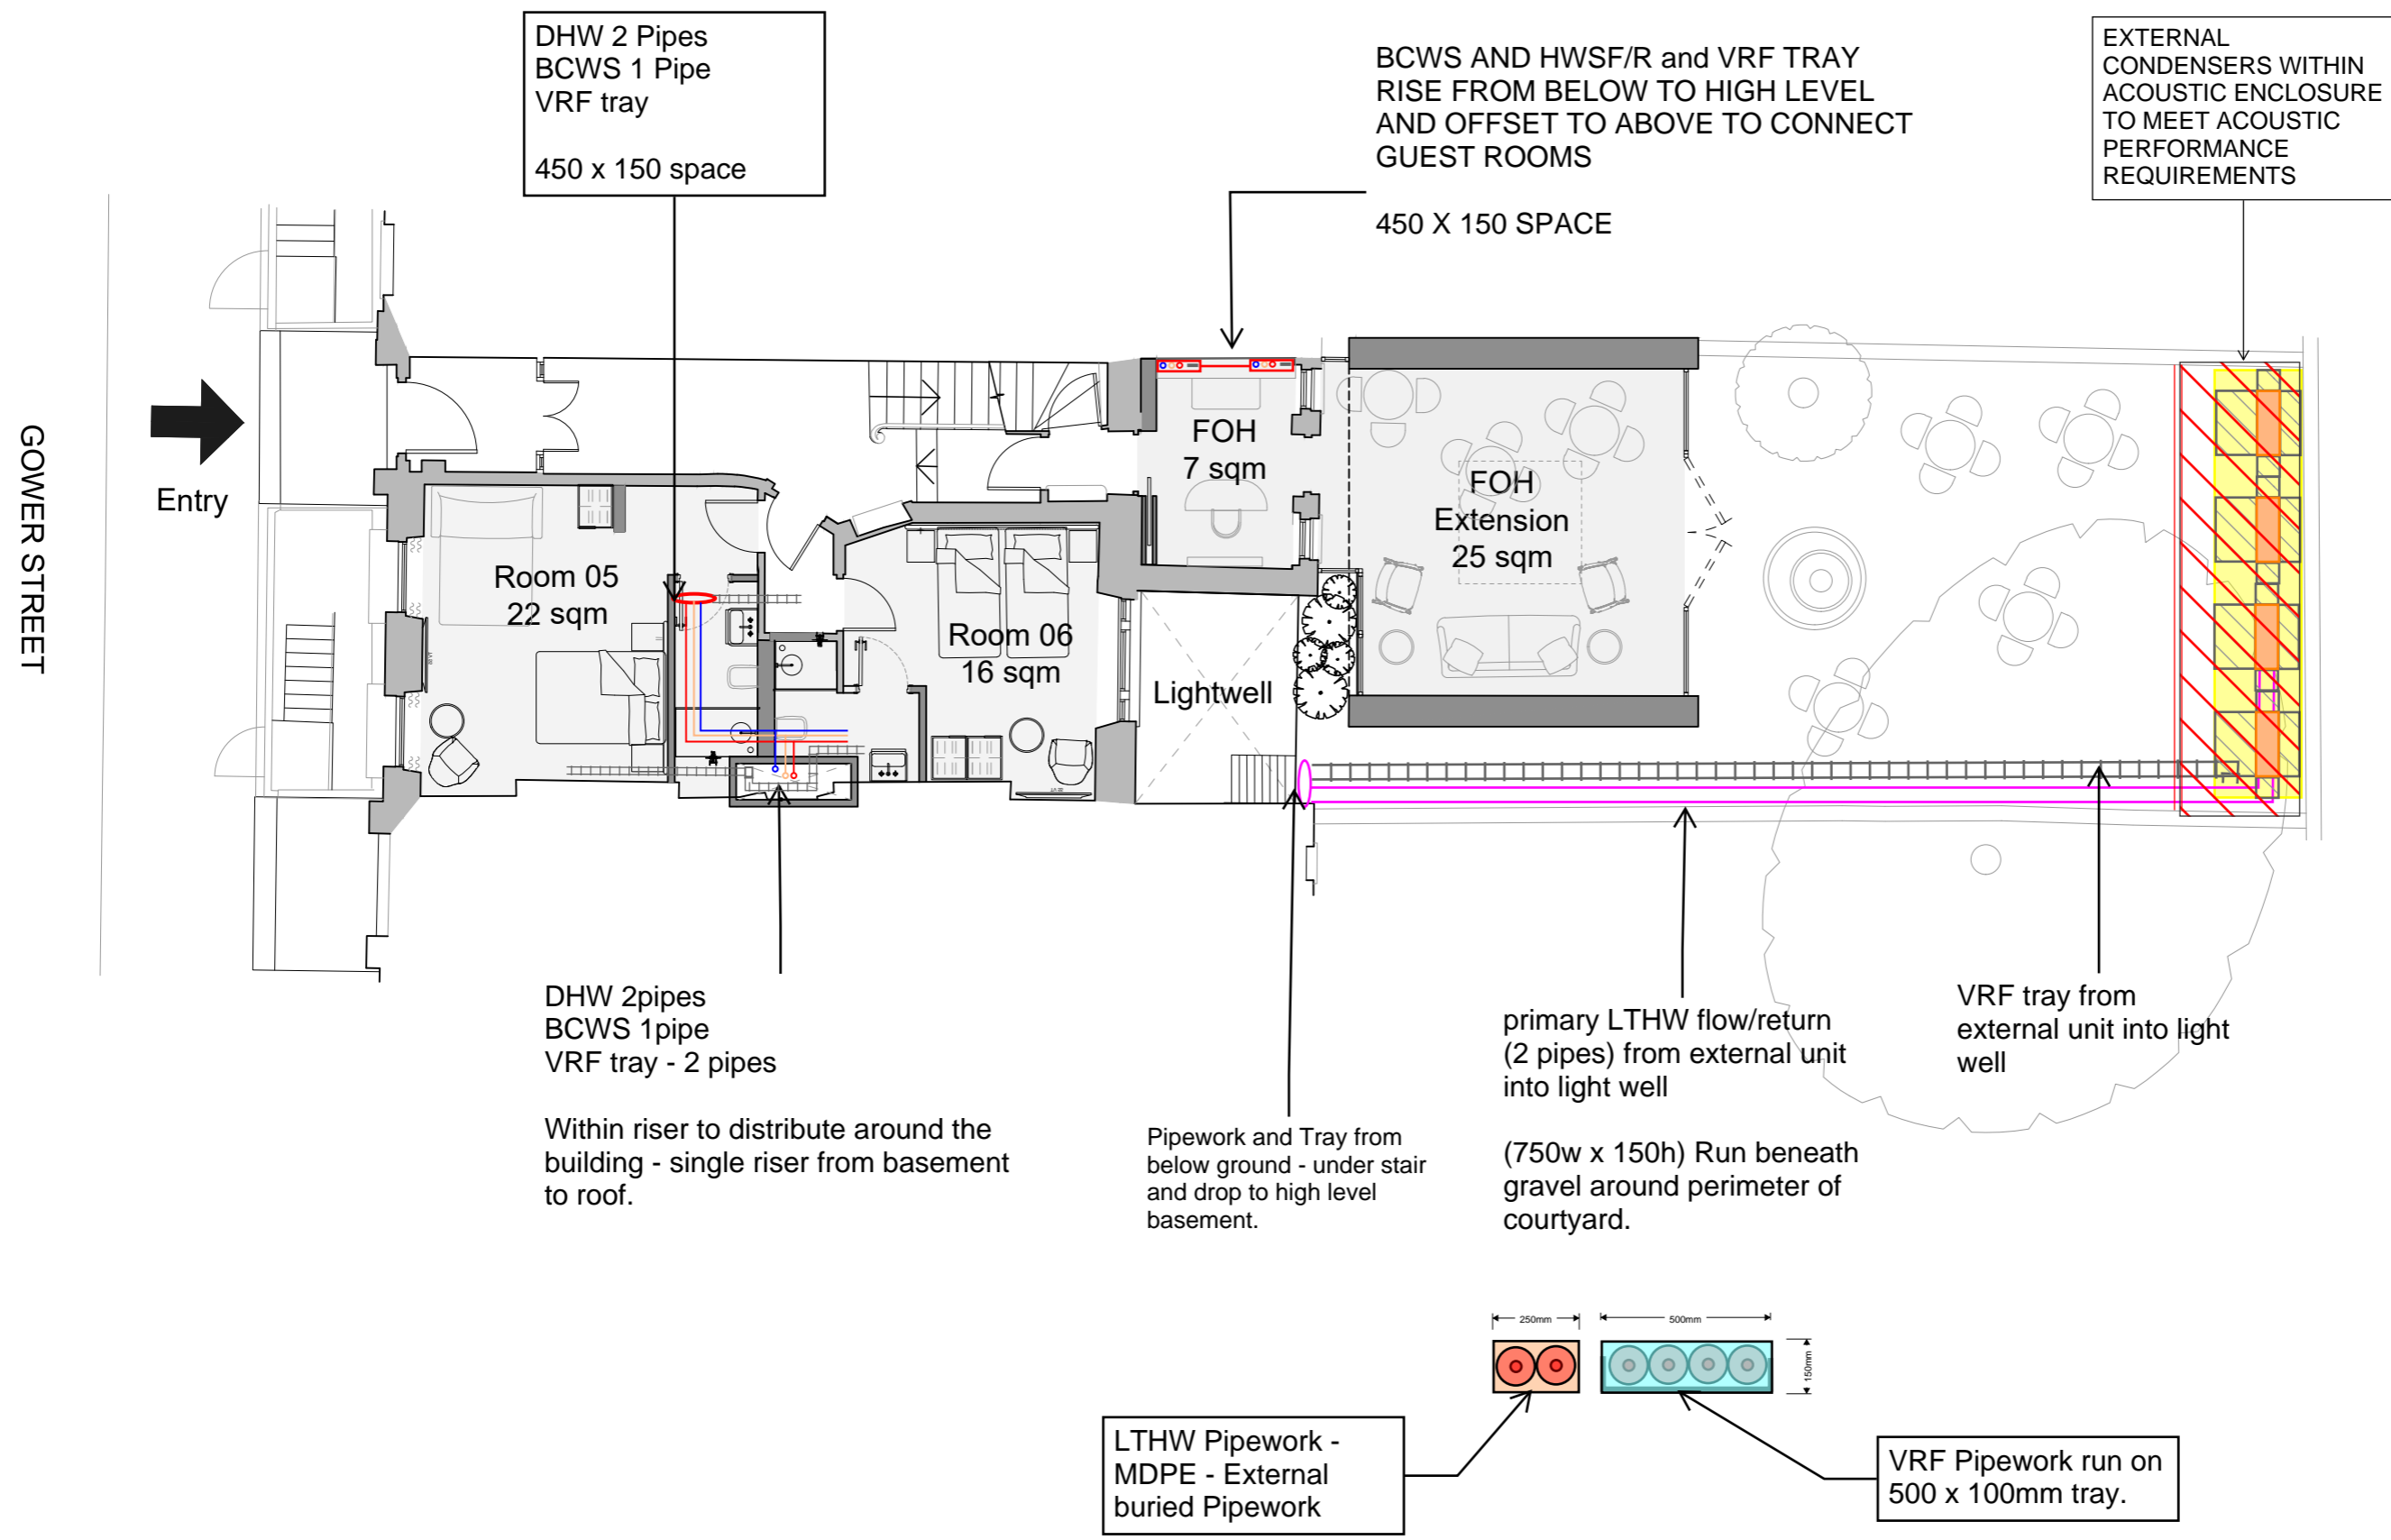 DHW 2 Pipes
BCWS 1 Pipe
VRF tray
450 x 150 space
BCWS AND HWSF/R and VRF TRAY
RISE FROM BELOW TO HIGH LEVEL
AND OFFSET TO ABOVE TO CONNECT
GUEST ROOMS
450 X 150 SPACE
EXTERNAL
CONDENSERS WITHIN
ACOUSTIC ENCLOSURE
TO MEET ACOUSTIC
PERFORMANCE
REQUIREMENTS
GOWER STREET
Entry
Room 05
22 sqm
Room 06
16 sqm
FOH
7 sqm
FOH
Extension
25 sqm
Lightwell
DHW 2pipes
BCWS 1pipe
VRF tray - 2 pipes
Within riser to distribute around the
building - single riser from basement
to roof.
Pipework and Tray from
below ground - under stair
and drop to high level
basement.
primary LTHW flow/return
(2 pipes) from external unit
into light well
(750w x 150h) Run beneath
gravel around perimeter of
courtyard.
VRF tray from
external unit into light
well
250mm
500mm
150mm
LTHW Pipework -
MDPE - External
buried Pipework
VRF Pipework run on
500 x 100mm tray.